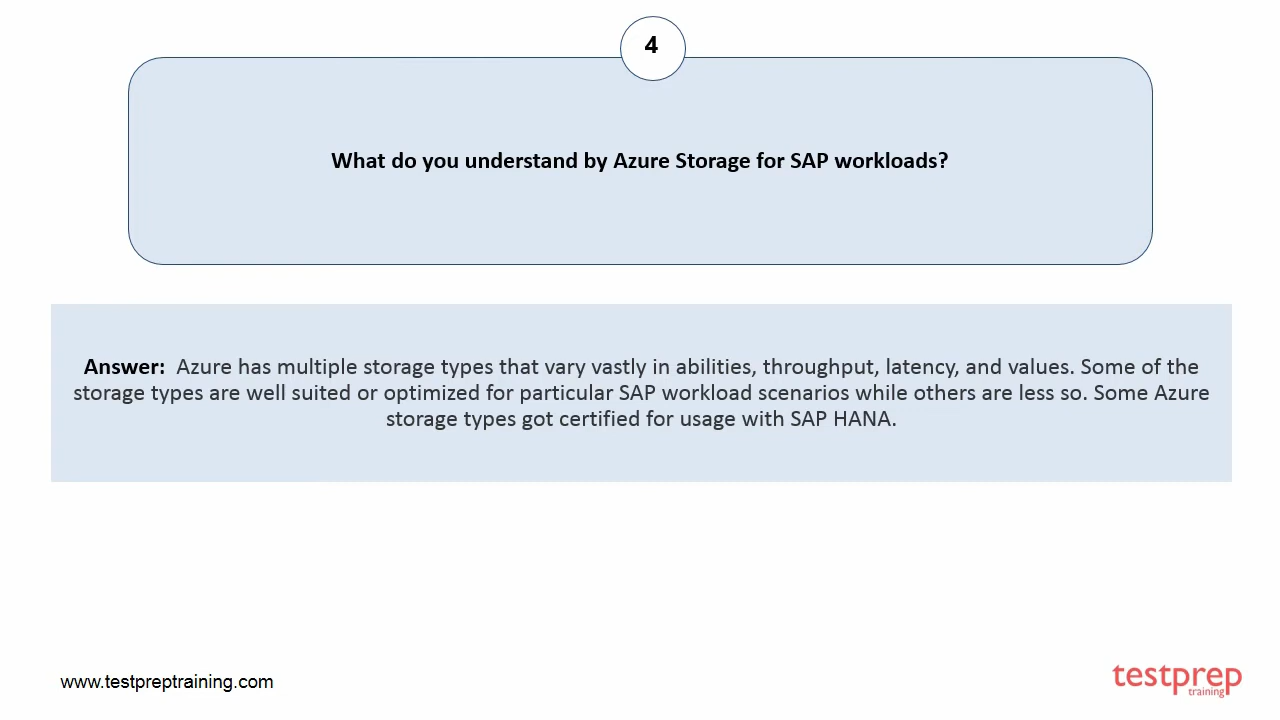 4
What do you understand by Azure Storage for SAP workloads?
Answer:  Azure has multiple storage types that vary vastly in abilities, throughput, latency, and values. Some of the
storage types are well suited or optimized for particular SAP workload scenarios while others are less so. Some Azure
storage types got certified for usage with SAP HANA.
www.testpreptraining.com
testprep
training